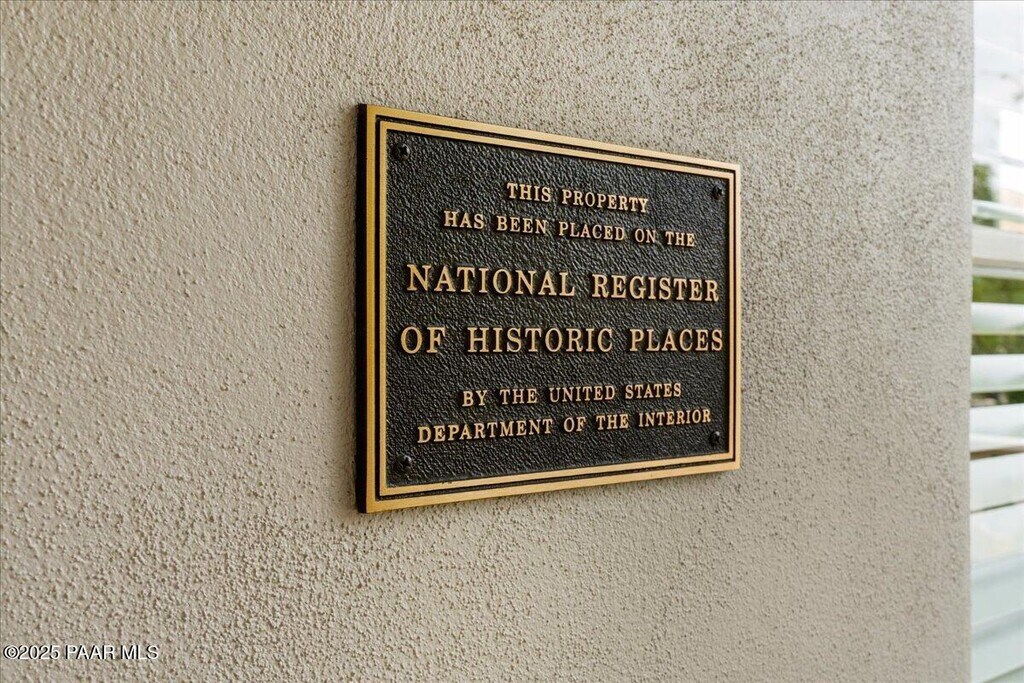 THIS PROPERTY
HAS BEEN PLACED ON THE
NATIONAL REGISTER
OF HISTORIC PLACES
BY THE UNITED STATES
DEPARTMENT OF THE INTERIOR
©2025 PAAR MLS